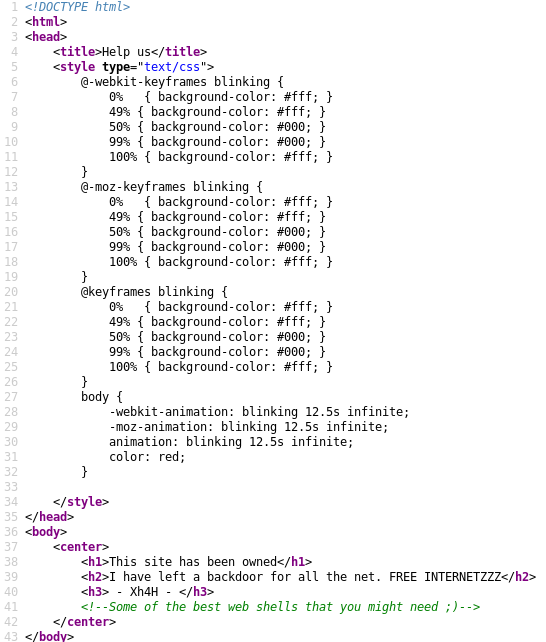 1 <!DOCTYPE html>
2 <html>
3 <head>
4     <title>Help us</title>
5     <style type="text/css">
6         @-webkit-keyframes blinking {
7             0%   { background-color: #fff; }
8             49% { background-color: #fff; }
9             50% { background-color: #000; }
10             99% { background-color: #000; }
11             100% { background-color: #fff; }
12         }
13         @-moz-keyframes blinking {
14             0%   { background-color: #fff; }
15             49% { background-color: #fff; }
16             50% { background-color: #000; }
17             99% { background-color: #000; }
18             100% { background-color: #fff; }
19         }
20         @keyframes blinking {
21             0%   { background-color: #fff; }
22             49% { background-color: #fff; }
23             50% { background-color: #000; }
24             99% { background-color: #000; }
25             100% { background-color: #fff; }
26         }
27         body {
28             -webkit-animation: blinking 12.5s infinite;
29             -moz-animation: blinking 12.5s infinite;
30             animation: blinking 12.5s infinite;
31             color: red;
32         }
33
34     </style>
35 </head>
36 <body>
37     <center>
38         <h1>This site has been owned</h1>
39         <h2>I have left a backdoor for all the net. FREE INTERNETZZZ</h2>
40         <h3> - Xh4H - </h3>
41         <!--Some of the best web shells that you might need ;)-->
42     </center>
43 </body>